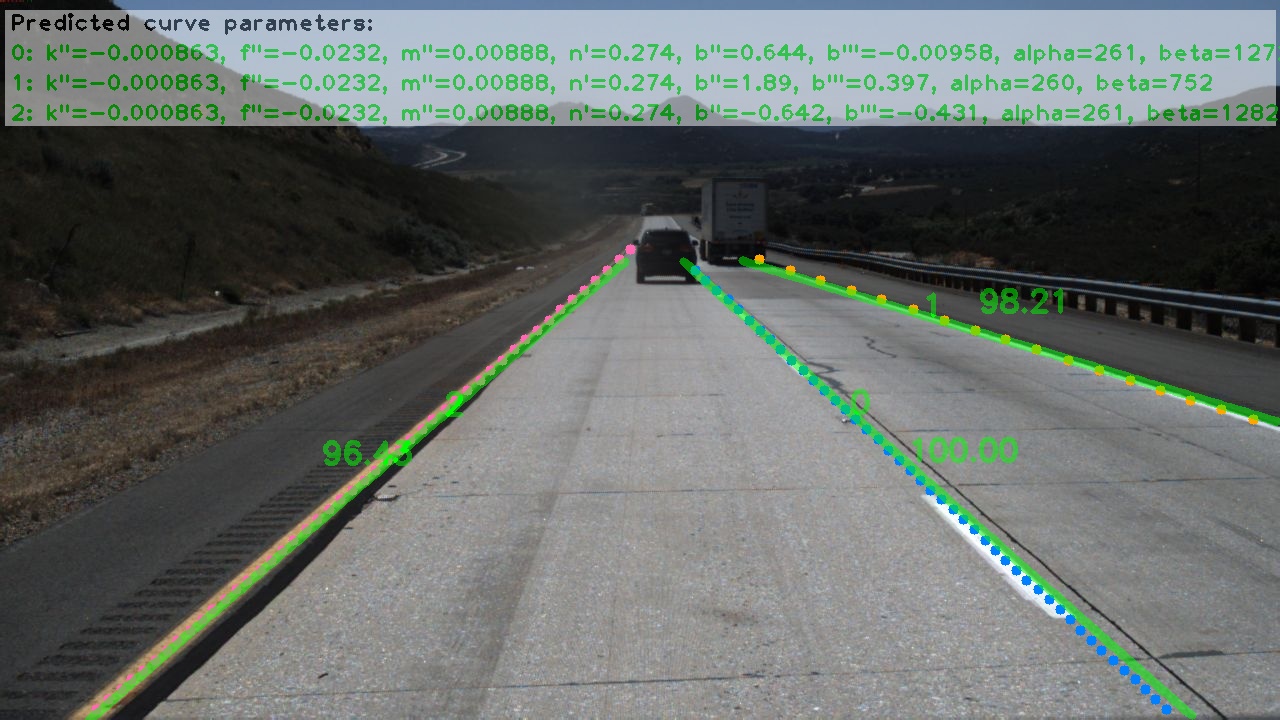 Predicted curve parameters:
0: k''=-0.000863, f''=-0.0232, m''=0.00888, n'=0.274, b''=0.644, b'''=-0.00958, alpha=261, beta=127
1: k''=-0.000863, f''=-0.0232, m''=0.00888, n'=0.274, b''=1.89, b'''=0.397, alpha=260, beta=752
2: k''=-0.000863, f''=-0.0232, m''=0.00888, n'=0.274, b''=-0.642, b'''=-0.431, alpha=261, beta=1282
1 98.21
2 0
96.43 100.00